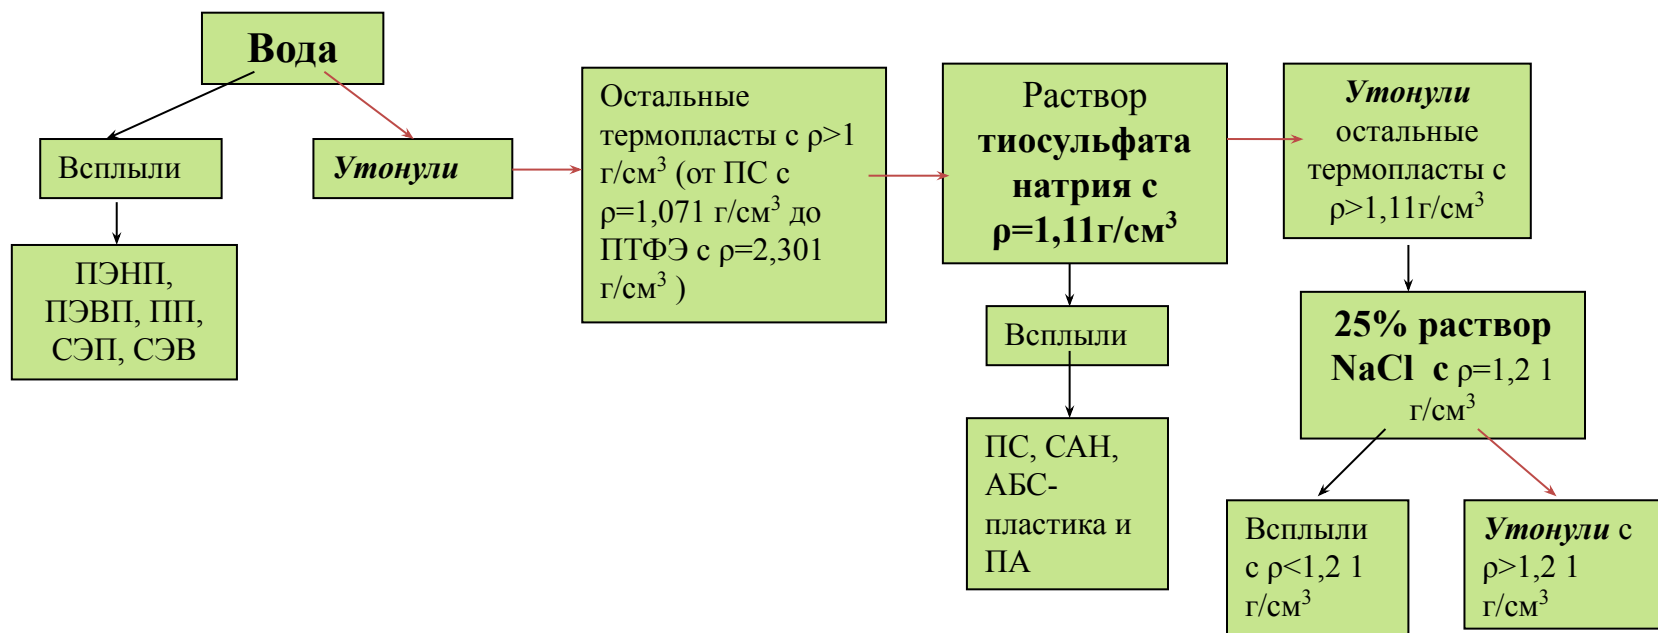 Вода
Всплыли
Утонули
ПЭНП,
ПЭВП, ПП,
СЭП, СЭВ
Остальные
термопласты с ρ>1
г/см³ (от ПС с
ρ=1,071 г/см³ до
ПТФЭ с ρ=2,301
г/см³ )
Раствор
тиосульфата
натрия с
ρ=1,11г/см³
Всплыли
ПС, САН,
АБС-
пластика и
ПА
Утонули
остальные
термопласты с
ρ>1,11г/см³
25% раствор
NaCl с ρ=1,2 1
г/см³
Всплыли
с ρ<1,2 1
г/см³
Утонули с
ρ>1,2 1
г/см³